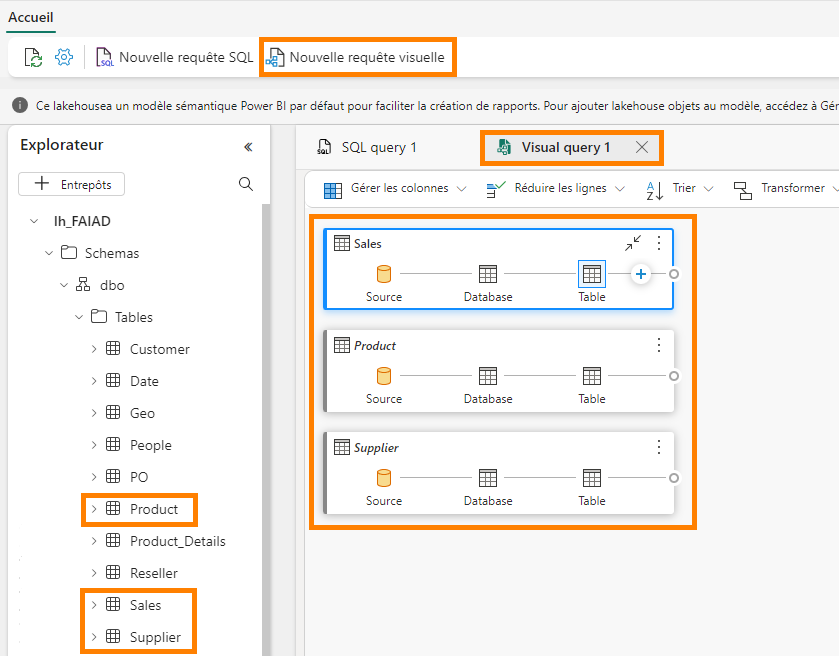 Accueil
SQL Nouvelle requête SQL Nouvelle requête visuelle
Ce lakehousea un modèle sémantique Power BI par défaut pour faciliter la création de rapports. Pour ajouter lakehouse objets au modèle, accédez à Gér
Explorateur
Entrepôts
lh_FAIAD
Schemas
dbo
Tables
Customer
Date
Geo
People
PO
Product
Product_Details
Reseller
Sales
Supplier
SQL SQL query 1
Visual query 1
Gérer les colonnes
Réduire les lignes
Trier
Transformer
Sales
Source Database Table
Product
Source Database Table
Supplier
Source Database Table